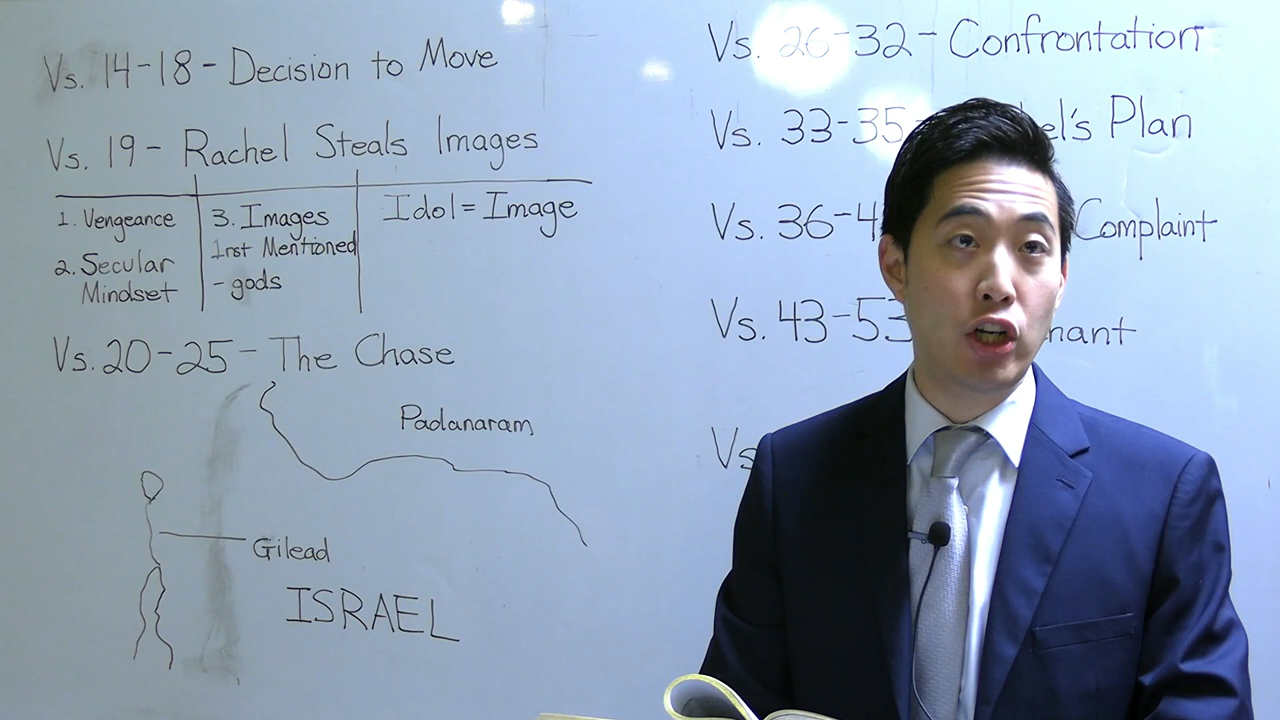 Vs. 14-18- Decision to Move
Vs. 19- Rachel Steals Images
1. Vengeance
2. Secular
Mindset
3. Images
1rst Mentioned
- gods
Idol = Image
Vs. 20-25- The Chase
Padanaram
Gilead
ISRAEL
Vs. 26-32- Confrontation
Vs. 33-35- el's Plan
Vs. 36-4 Complaint
Vs. 43-53 nant
Vs